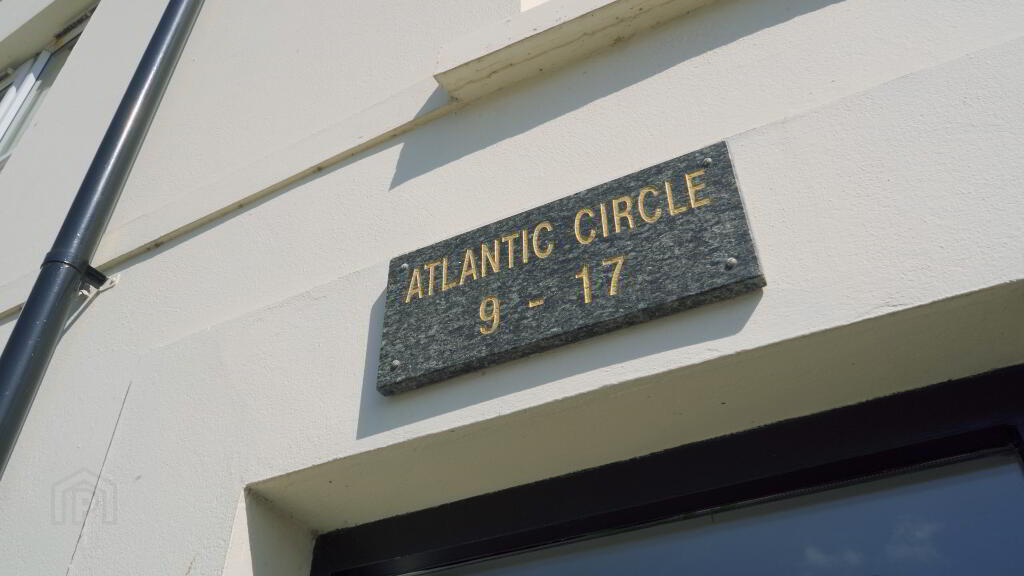 ATLANTIC CIRCLE
9 - 17